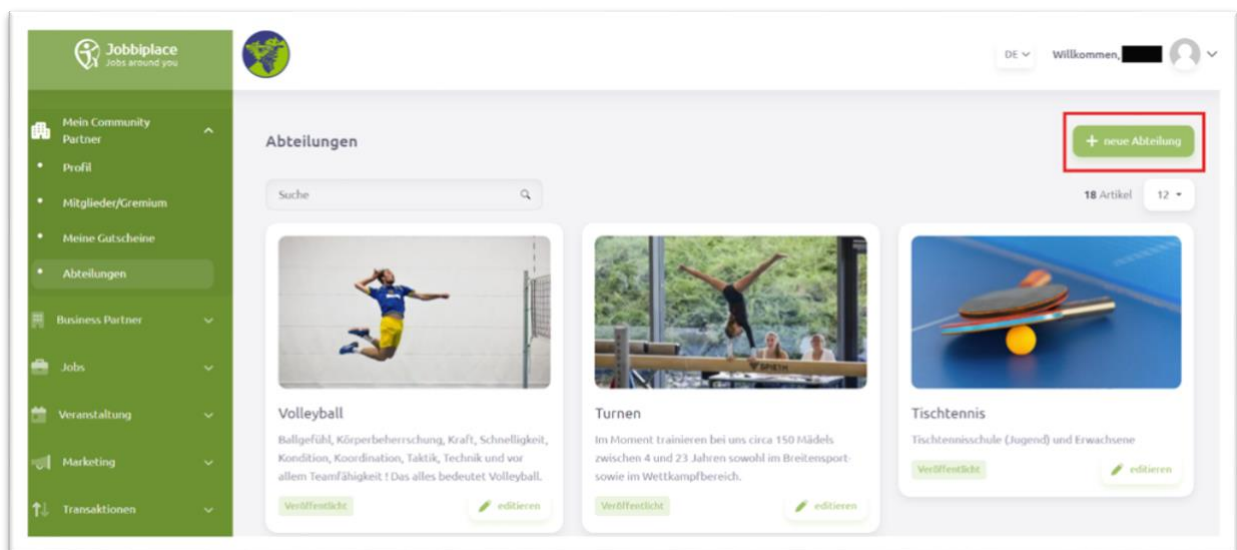 Jobbiplace
Jobs around you
DE
Willkommen,
Mein Community
Partner
Profil
Mitglieder/Gremium
Meine Gutscheine
Abteilungen
Business Partner
Jobs
Veranstaltung
Marketing
Transaktionen
Abteilungen
+ neue Abteilung
Suche
18 Artikel
12
SPIETH
Volleyball
Ballgefühl, Körperbeherrschung, Kraft, Schnelligkeit,
Kondition, Koordination, Taktik, Technik und vor
allem Teamfähigkeit ! Das alles bedeutet Volleyball.
Veröffentlicht
editieren
Turnen
Im Moment trainieren bei uns circa 150 Mädels
zwischen 4 und 23 Jahren sowohl im Breitensport-
sowie im Wettkampfbereich.
Veröffentlicht
editieren
Tischtennis
Tischtennisschule (Jugend) und Erwachsene
Veröffentlicht
editieren